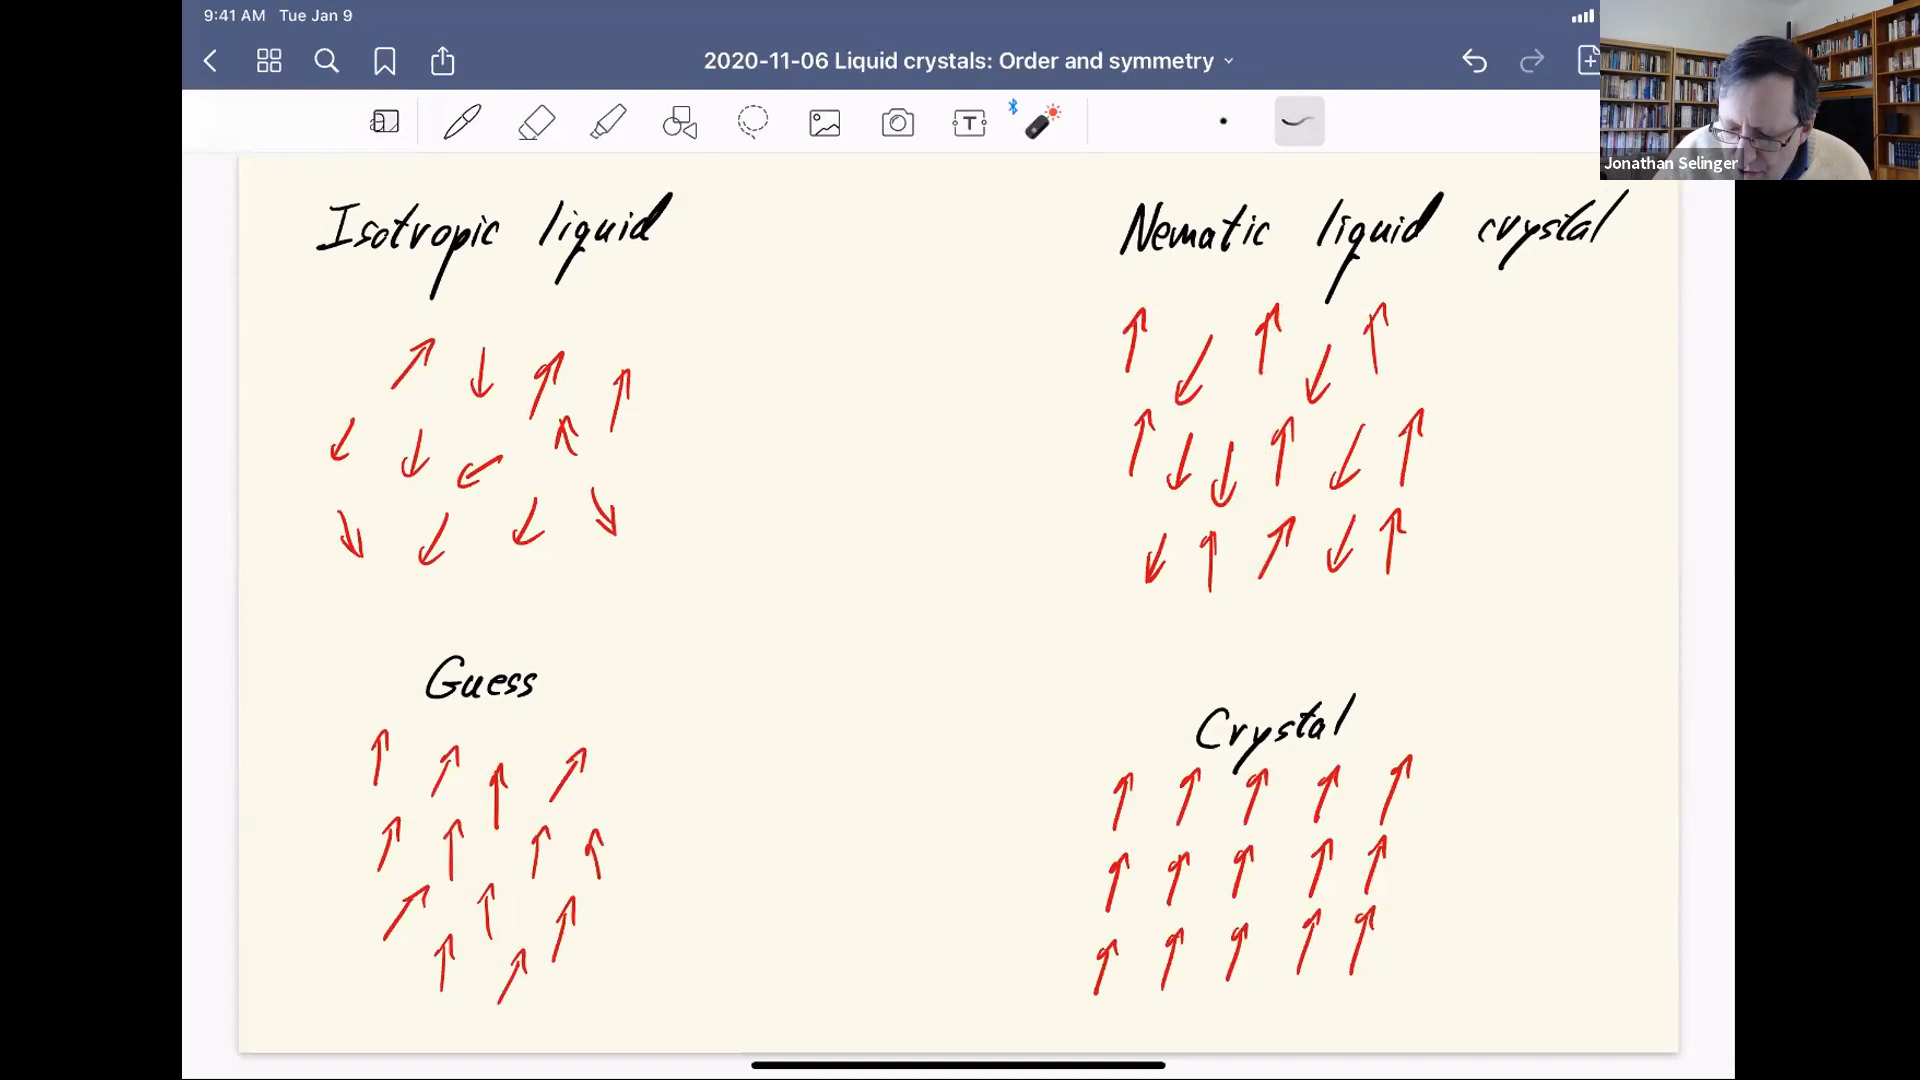 9:41 AM Tue Jan 9
2020-11-06 Liquid crystals: Order and symmetry
Jonathan Selinger
Isotropic liquid
Nematic liquid crystal
Guess
Crystal